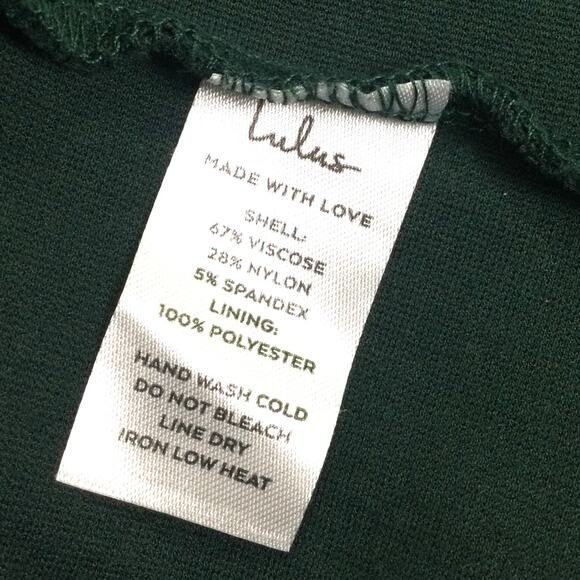 Lulus
MADE WITH LOVE
SHELL:
67% VISCOSE
28% NYLON
5% SPANDEX
LINING:
100% POLYESTER
HAND WASH COLD
DO NOT BLEACH
LINE DRY
IRON LOW HEAT